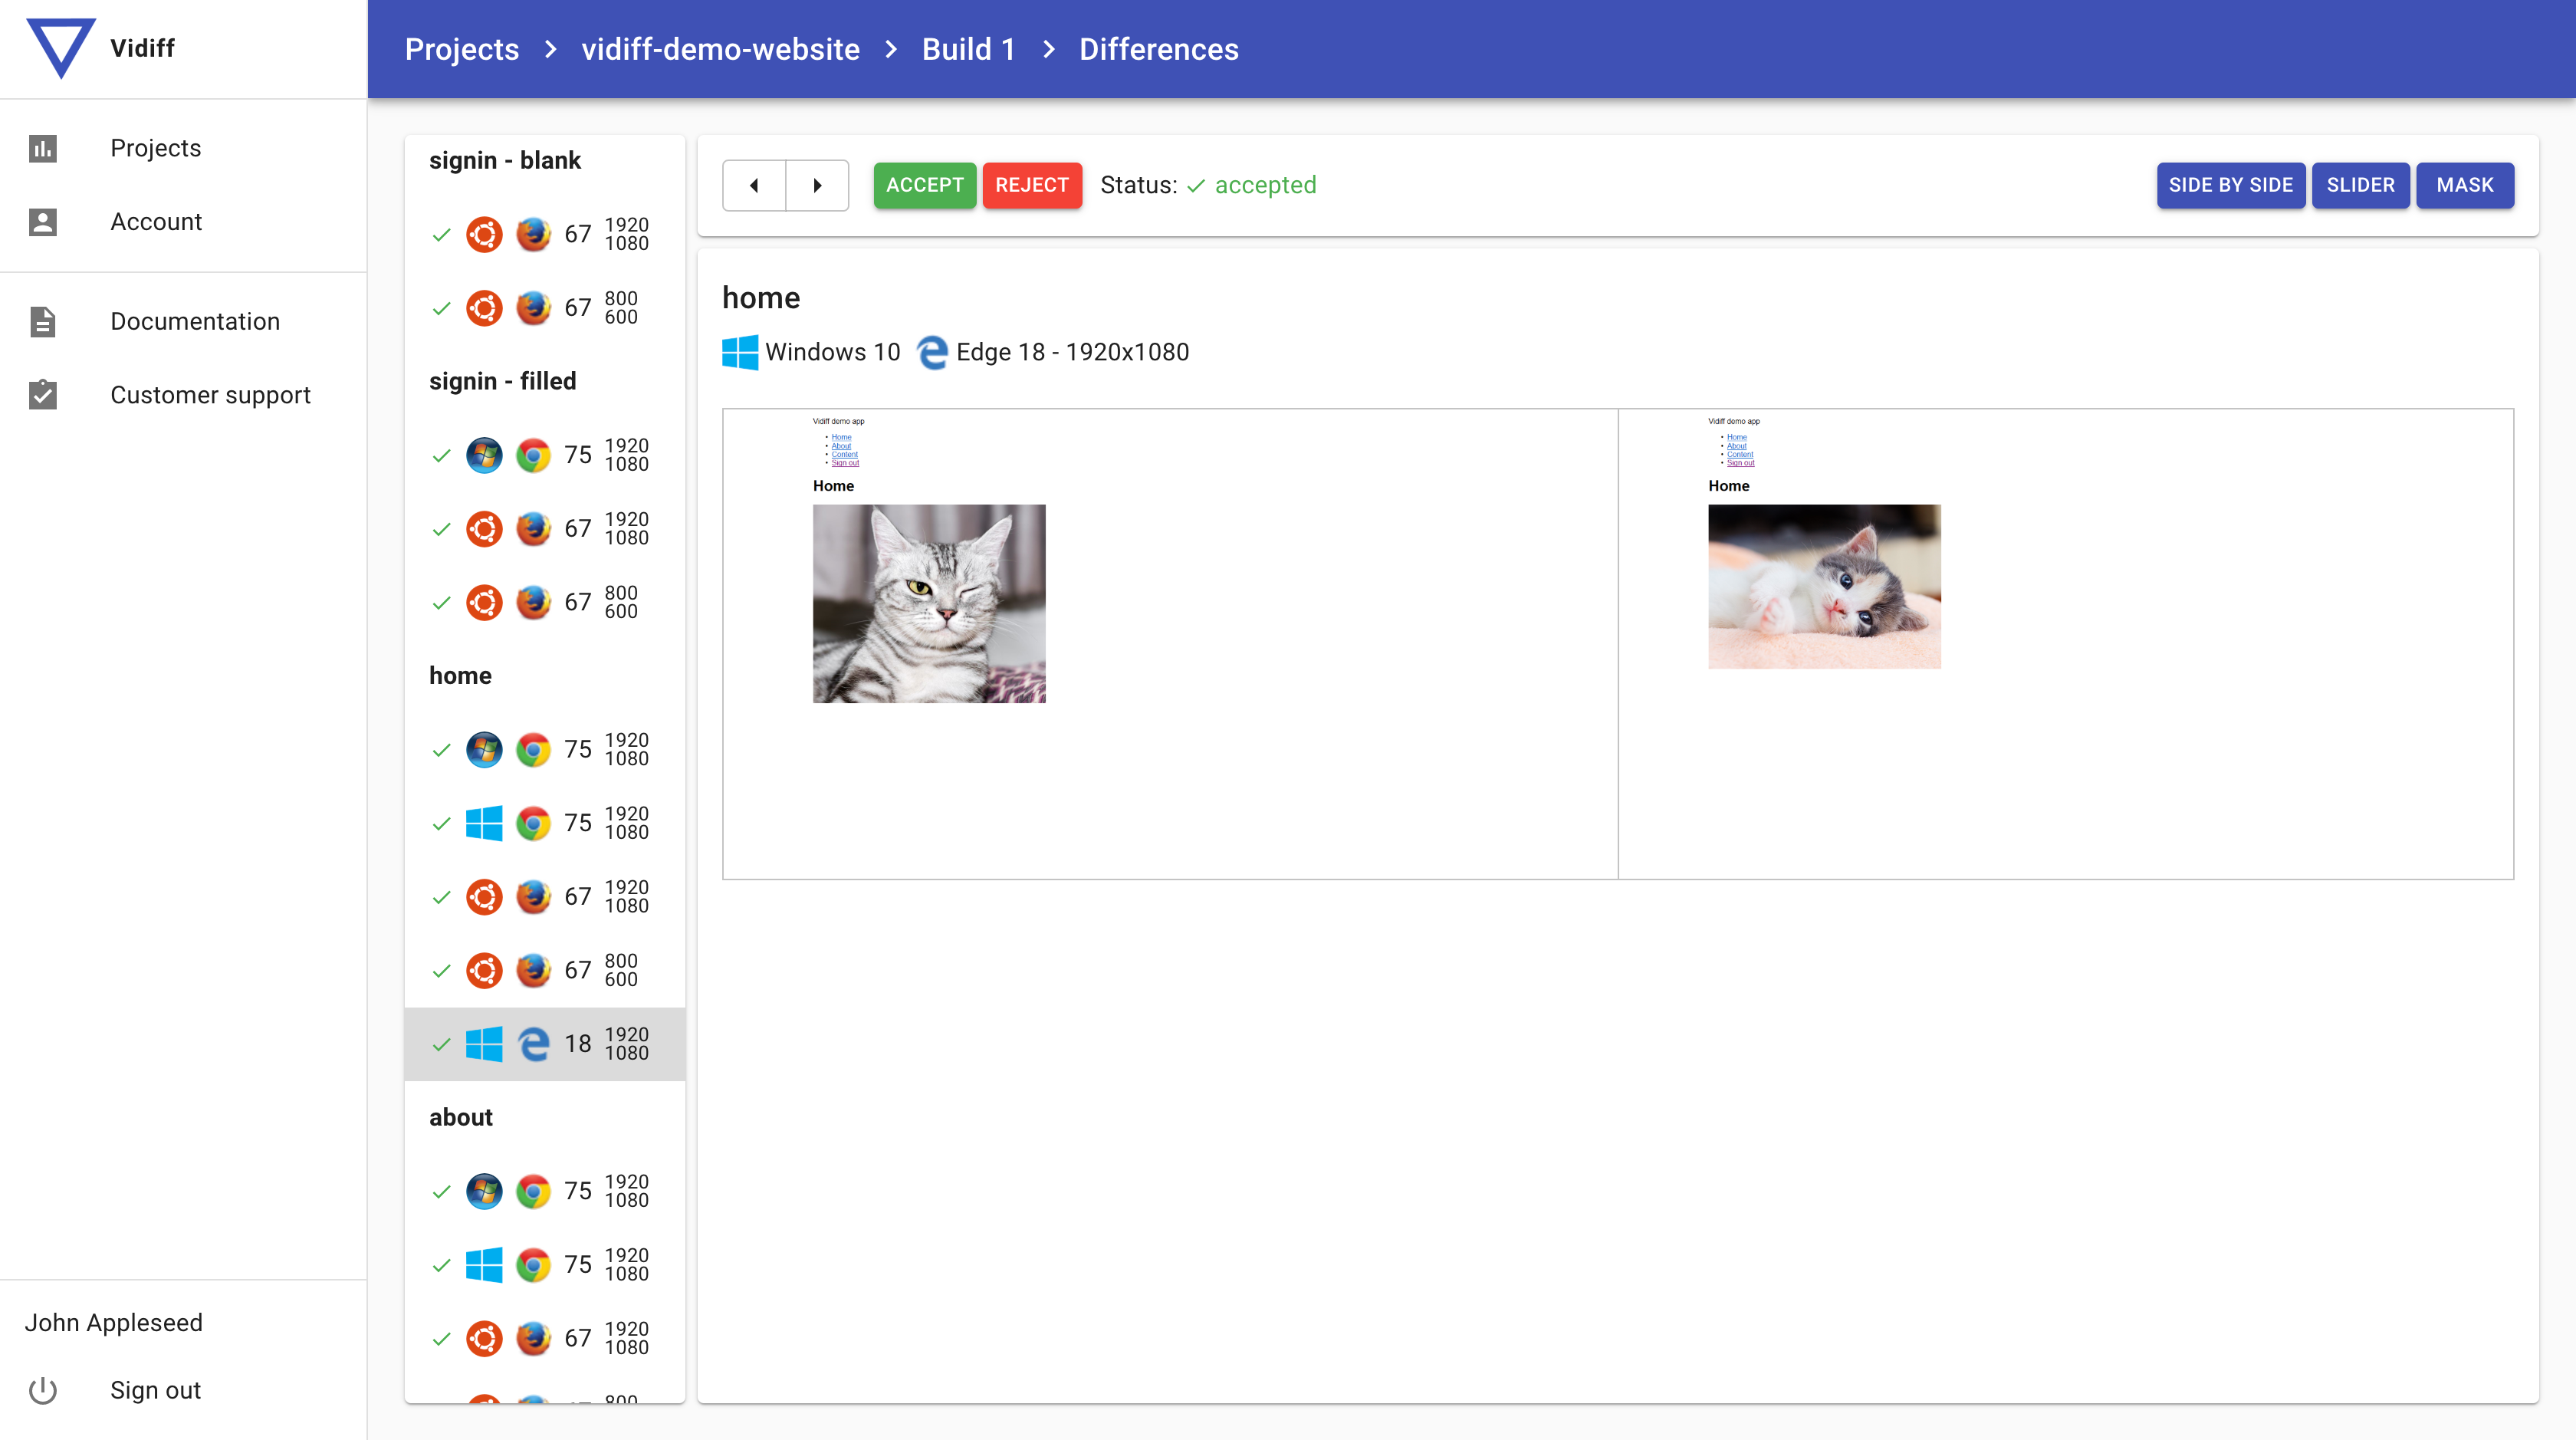 Vidiff
Projects
Account
Documentation
Customer support
John Appleseed
Sign out
Projects > vidiff-demo-website > Build 1 > Differences
signin - blank
67 1920 1080
67 800 600
signin - filled
75 1920 1080
67 1920 1080
67 800 600
home
75 1920 1080
75 1920 1080
67 1920 1080
67 800 600
18 1920 1080
about
75 1920 1080
75 1920 1080
67 1920 1080
800
ACCEPT REJECT Status: accepted
SIDE BY SIDE SLIDER MASK
home
Windows 10 Edge 18 - 1920x1080
Vidiff demo app
Home
About
Content
Sign out
Home
Vidiff demo app
Home
About
Content
Sign out
Home